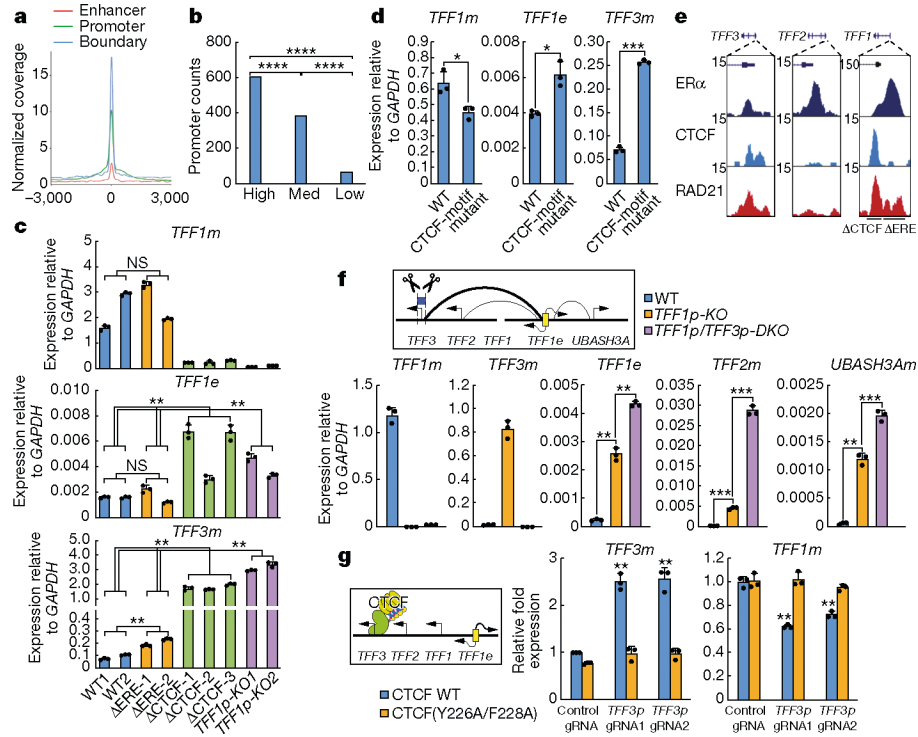 a
Enhancer
Promoter
Boundary
Normalized coverage
15
10
5
0
−3,000
0
3,000
b
Promoter counts
800
600
400
200
0
****
****
****
High
Med
Low
c
TFF1m
Expression relative
to GAPDH
5
4
3
2
1
0
NS
TFF1e
Expression relative
to GAPDH
0.010
0.008
0.006
0.004
0.002
0
**
**
NS
TFF3m
Expression relative
to GAPDH
5.0
4.0
3.0
2.0
1.0
0.4
0.2
0.1
0
**
**
**
WT1
WT2
ΔERE-1
ΔERE-2
ΔCTCF-1
ΔCTCF-2
ΔCTCF-3
TFF1p-KO1
TFF1p-KO2
d
TFF1m
TFF1e
TFF3m
Expression relative
to GAPDH
0.9
0.8
0.7
0.6
0.5
0.4
0.3
0.2
0.1
0
*
0.008
0.006
0.004
0.002
0
*
0.30
0.25
0.20
0.15
0.10
0.07
0
***
WT
CTCF-motif
mutant
WT
CTCF-motif
mutant
WT
CTCF-motif
mutant
e
TFF3
TFF2
TFF1
ERα
15
15
150
CTCF
15
15
15
RAD21
15
15
15
ΔCTCF ΔERE
f
TFF3
TFF2
TFF1
TFF1e
UBASH3A
WT
TFF1p-KO
TFF1p/TFF3p-DKO
TFF1m
TFF3m
TFF1e
TFF2m
UBASH3Am
Expression relative
to GAPDH
1.5
1.0
0.5
0
1.2
1.0
0.8
0.6
0.4
0.2
0
0.005
0.004
0.003
0.002
0.001
0
**
**
0.035
0.030
0.025
0.020
0.015
0.010
0.005
0
***
***
0.0025
0.0020
0.0015
0.0010
0.0005
0
**
***
g
CTCF
TFF3
TFF2
TFF1
TFF1e
CTCF WT
CTCF(Y226A/F228A)
TFF3m
TFF1m
Relative fold
expression
3
2
1
0
**
**
Control
gRNA
TFF3p
gRNA1
TFF3p
gRNA2
1.2
1.0
0.8
0.6
0.4
0.2
0
**
**
Control
gRNA
TFF3p
gRNA1
TFF3p
gRNA2